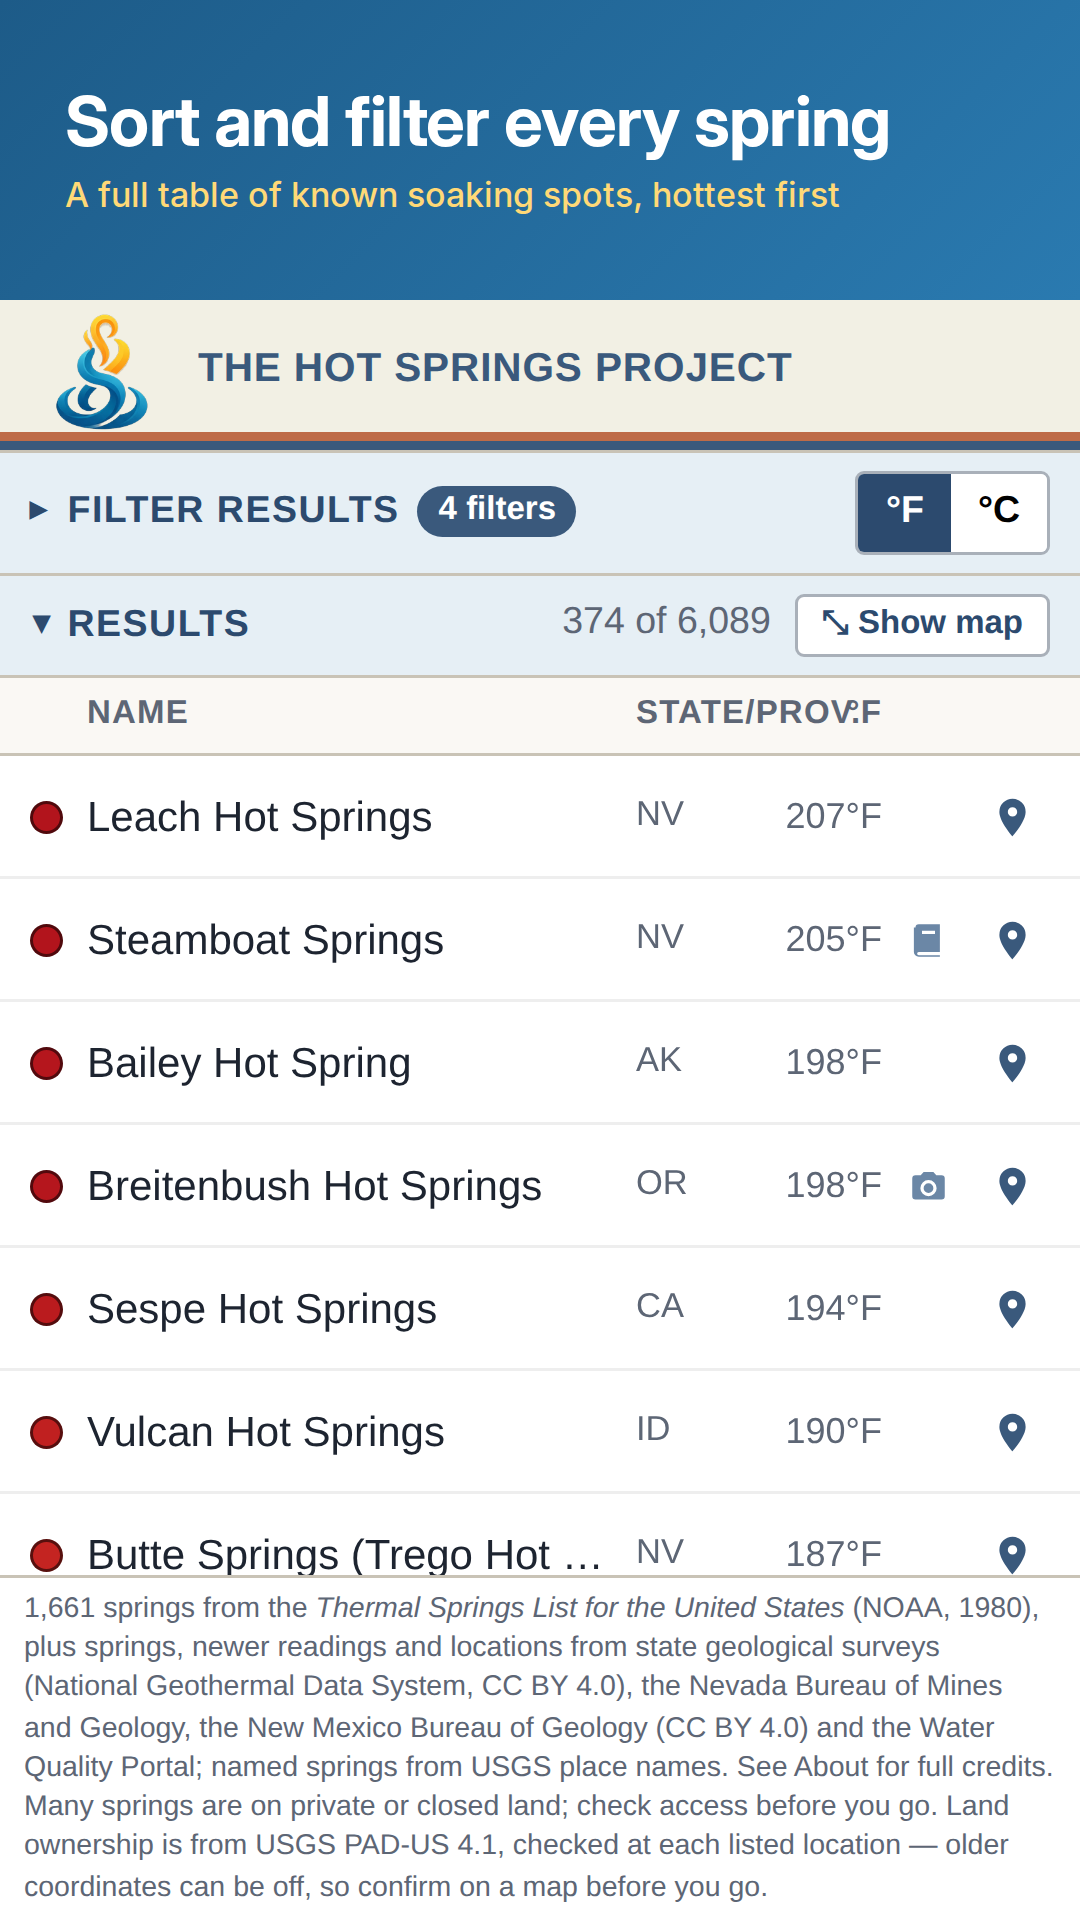 Sort and filter every spring
A full table of known soaking spots, hottest first
THE HOT SPRINGS PROJECT
► FILTER RESULTS 4 filters °F °C
▼ RESULTS 374 of 6,089 ⤡ Show map
NAME STATE/PROV. °F
Leach Hot Springs NV 207°F
Steamboat Springs NV 205°F
Bailey Hot Spring AK 198°F
Breitenbush Hot Springs OR 198°F
Sespe Hot Springs CA 194°F
Vulcan Hot Springs ID 190°F
Butte Springs (Trego Hot … NV 187°F
1,661 springs from the Thermal Springs List for the United States (NOAA, 1980),
plus springs, newer readings and locations from state geological surveys
(National Geothermal Data System, CC BY 4.0), the Nevada Bureau of Mines
and Geology, the New Mexico Bureau of Geology (CC BY 4.0) and the Water
Quality Portal; named springs from USGS place names. See About for full credits.
Many springs are on private or closed land; check access before you go. Land
ownership is from USGS PAD-US 4.1, checked at each listed location — older
coordinates can be off, so confirm on a map before you go.